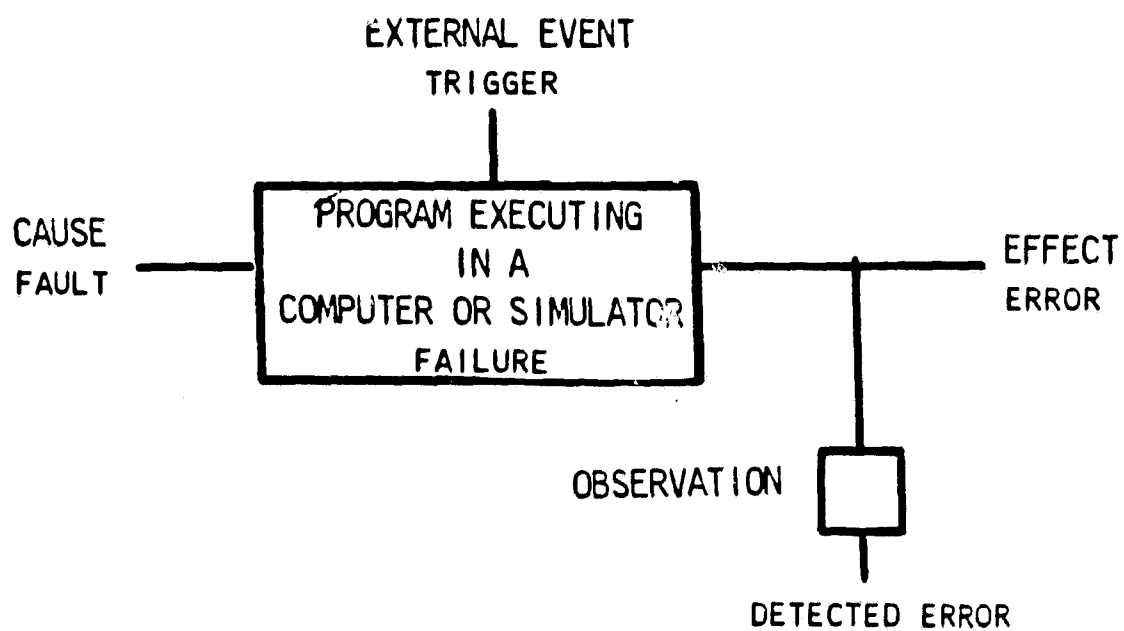 EXTERNAL EVENT
TRIGGER
CAUSE
FAULT
PROGRAM EXECUTING
IN A
COMPUTER OR SIMULATOR
FAILURE
EFFECT
ERROR
OBSERVATION
DETECTED ERROR